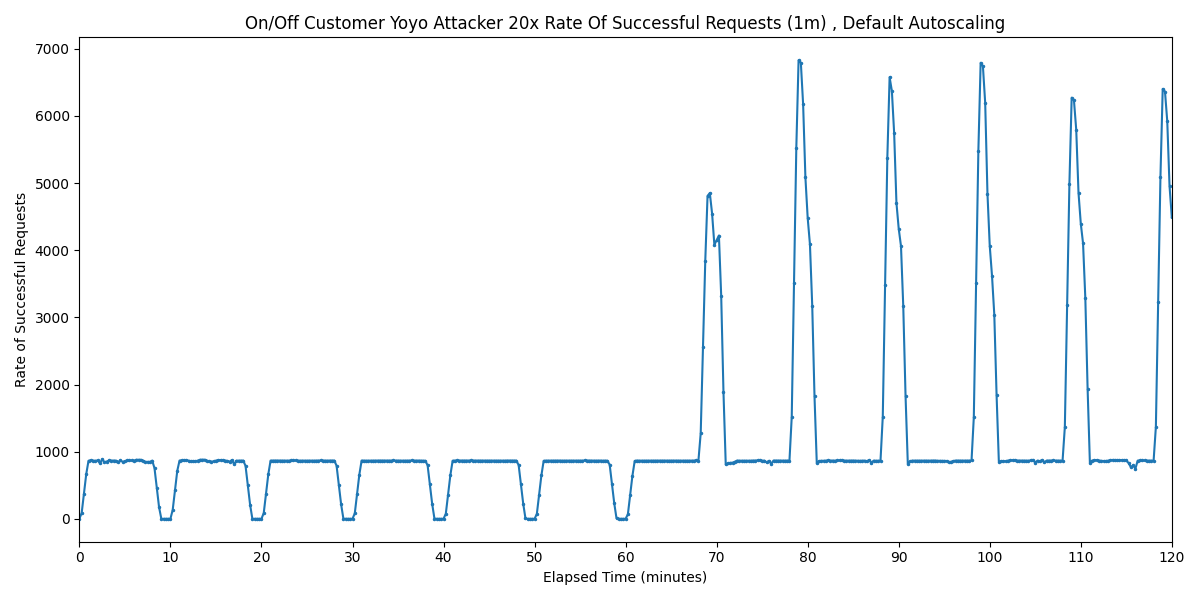 On/Off Customer Yoyo Attacker 20x Rate Of Successful Requests (1m) , Default Autoscaling
7000
6000
5000
4000
3000
2000
1000
0
Rate of Successful Requests
0 10 20 30 40 50 60 70 80 90 100 110 120
Elapsed Time (minutes)